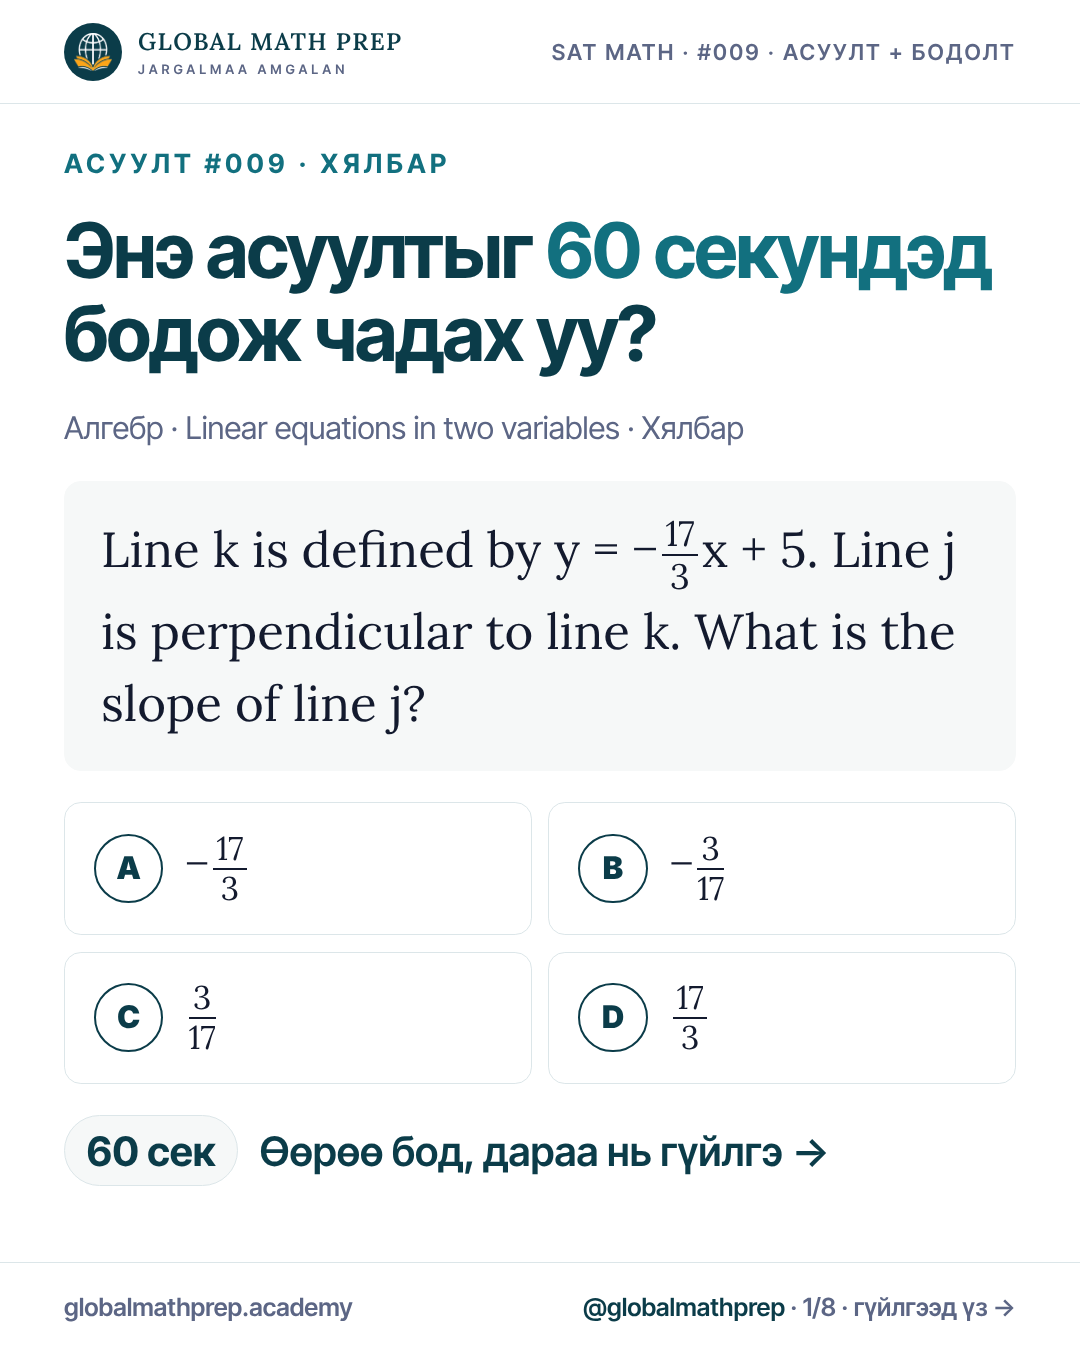 GLOBAL MATH PREP
JARGALMAA AMGALAN
SAT MATH · #009 · АСУУЛТ + БОДОЛТ
АСУУЛТ #009 · ХЯЛБАР
Энэ асуултыг 60 секундэд
бодож чадах уу?
Алгебр · Linear equations in two variables · Хялбар
Line k is defined by y = −17/3x + 5. Line j
is perpendicular to line k. What is the
slope of line j?
A −17/3
B −3/17
C 3/17
D 17/3
60 сек Өөрөө бод, дараа нь гүйлгэ →
globalmathprep.academy
@globalmathprep · 1/8 · гүйлгээд үз →